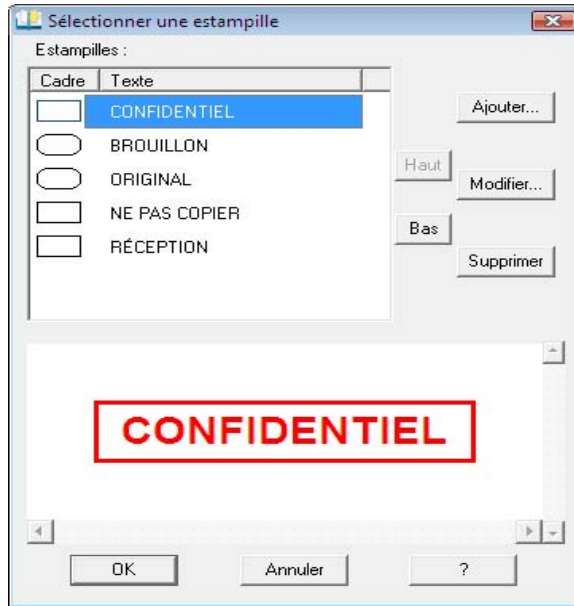 Sélectionner une estampille
Estampilles :
Cadre Texte
CONFIDENTIEL
BROUILLON
ORIGINAL
NE PAS COPIER
RÉCEPTION
Haut
Bas
Ajouter...
Modifier...
Supprimer
CONFIDENTIEL
OK Annuler ?